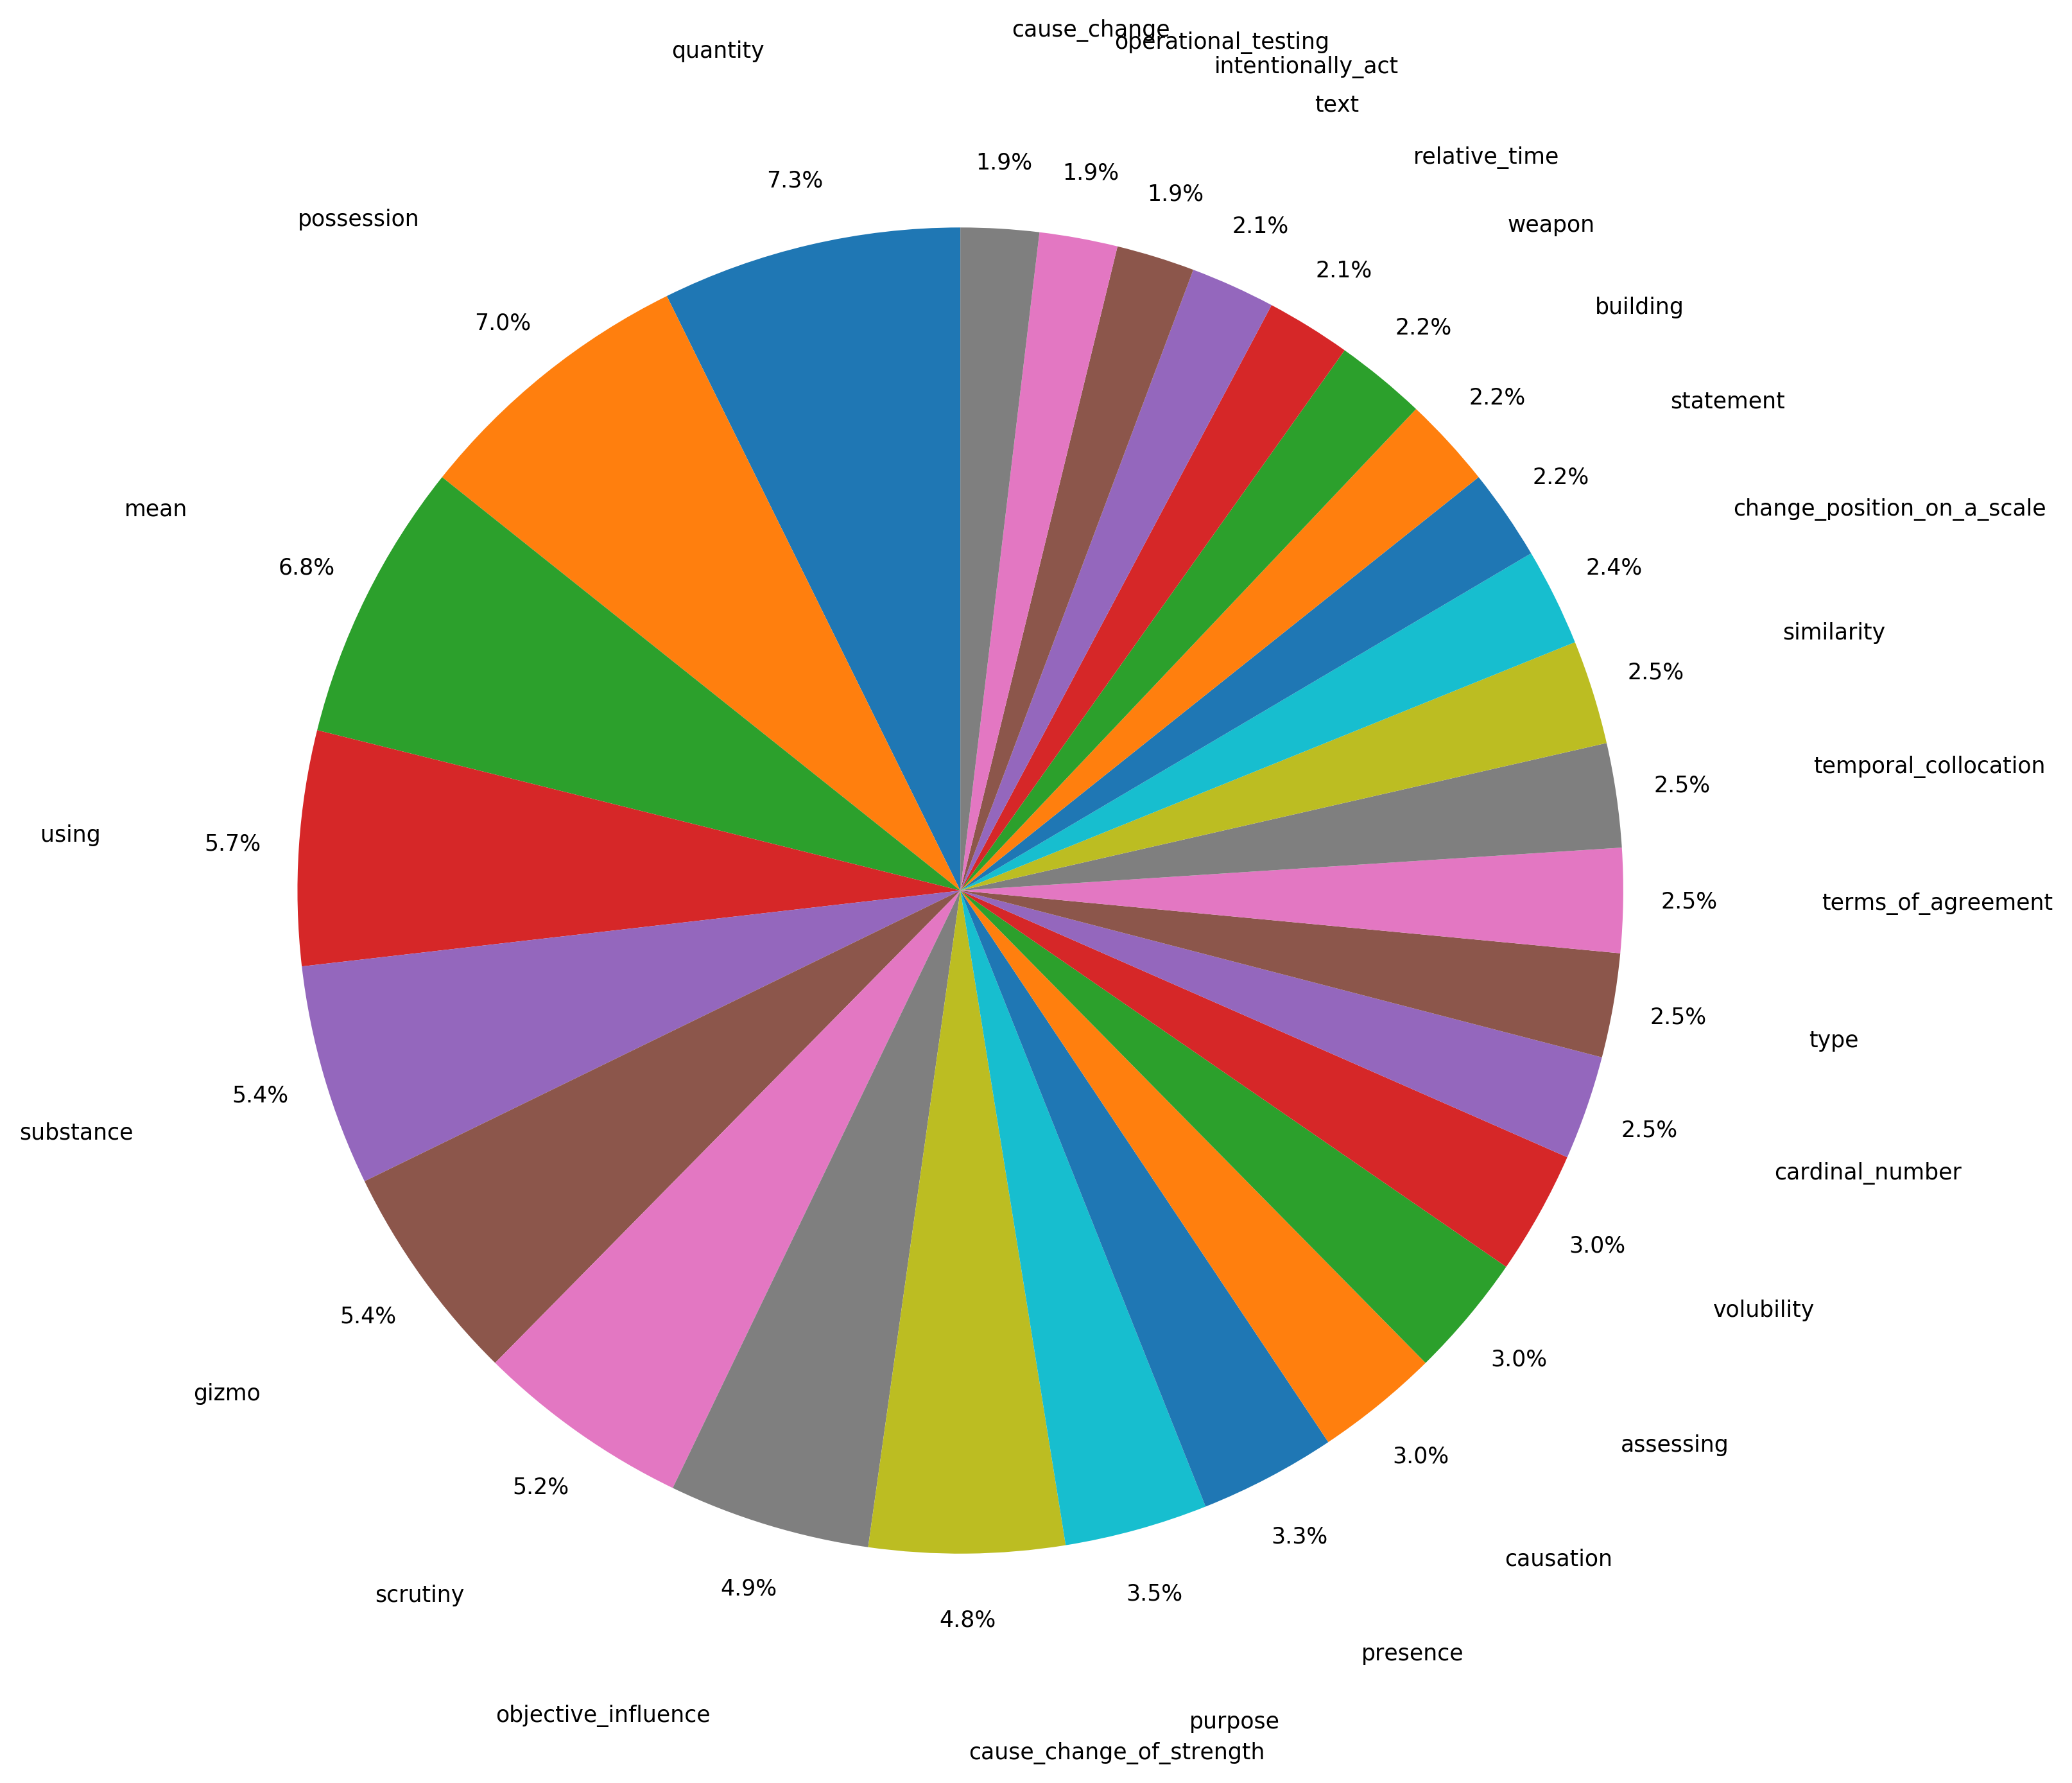 cause_change
operational_testing
quantity
intentionally_act
text
relative_time
1.9%
1.9%
7.3%
1.9%
possession
weapon
2.1%
2.1%
building
7.0%
2.2%
2.2%
statement
2.2%
mean
change_position_on_a_scale
6.8%
2.4%
similarity
2.5%
temporal_collocation
2.5%
using
5.7%
2.5%
terms_of_agreement
2.5%
type
5.4%
substance
2.5%
cardinal_number
3.0%
volubility
5.4%
3.0%
gizmo
assessing
3.0%
5.2%
3.3%
causation
4.9%
scrutiny
3.5%
4.8%
presence
objective_influence
purpose
cause_change_of_strength